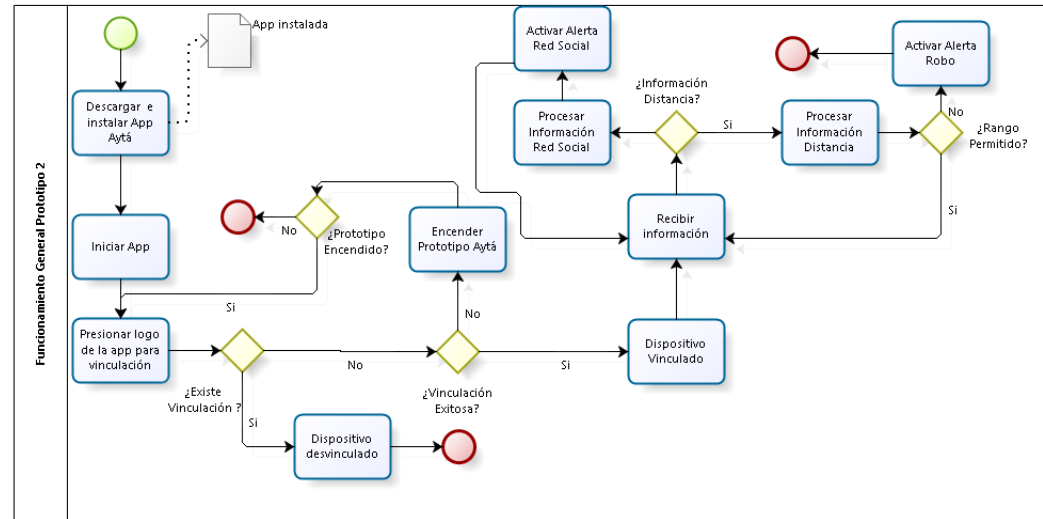 Funcionamiento General Prototipo 2
App instalada
Descargar e
instalar App
Aytá
Iniciar App
Presionar logo
de la app para
vinculación
¿Existe
Vinculación ?
Si
Dispositivo
desvinculado
No
¿Vinculación
Exitosa?
No
Encender
Prototipo Aytá
¿Prototipo
Encendido?
No
Si
Si
Dispositivo
Vinculado
Recibir
información
¿Información
Distancia?
Procesar
Información
Red Social
Activar Alerta
Red Social
Si
Procesar
Información
Distancia
¿Rango
Permitido?
No
Activar Alerta
Robo
Si